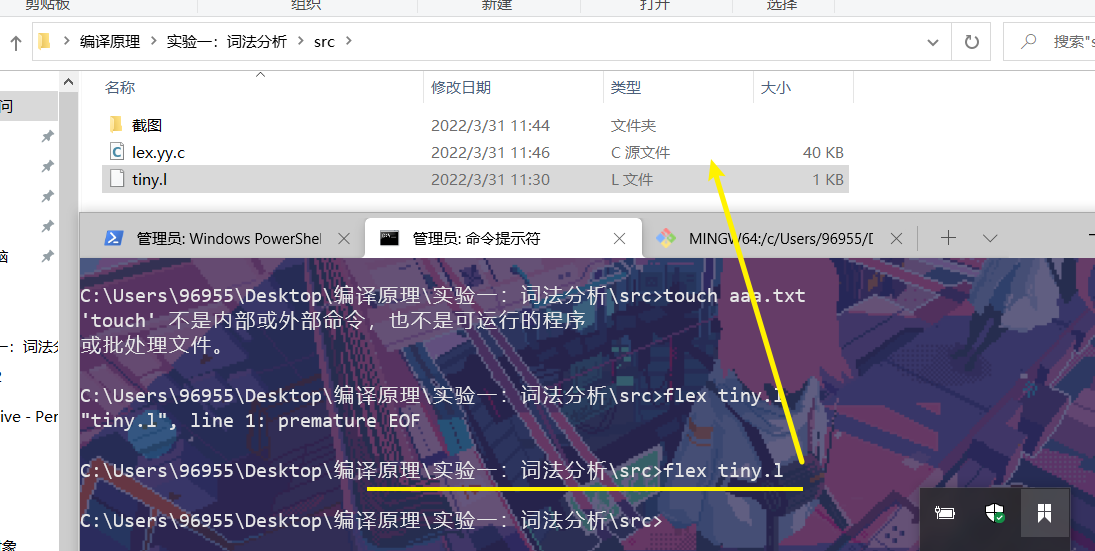 剪贴板 组织 新建 打开 选择
编译原理 实验一：词法分析 src 搜索"s
名称 修改日期 类型 大小
问
截图 2022/3/31 11:44 文件夹
lex.yy.c 2022/3/31 11:46 C 源文件 40 KB
tiny.l 2022/3/31 11:30 L 文件 1 KB
管理员: Windows PowerShel 管理员: 命令提示符 MINGW64:/c/Users/96955/D
脑
C:\Users\96955\Desktop\编译原理\实验一：词法分析\src>touch aaa.txt
'touch' 不是内部或外部命令，也不是可运行的程序
或批处理文件。
一：词法分
C:\Users\96955\Desktop\编译原理\实验一：词法分析\src>flex tiny.l
"tiny.l", line 1: premature EOF
ive - Per
C:\Users\96955\Desktop\编译原理\实验一：词法分析\src>flex tiny.l
C:\Users\96955\Desktop\编译原理\实验一：词法分析\src>
对象